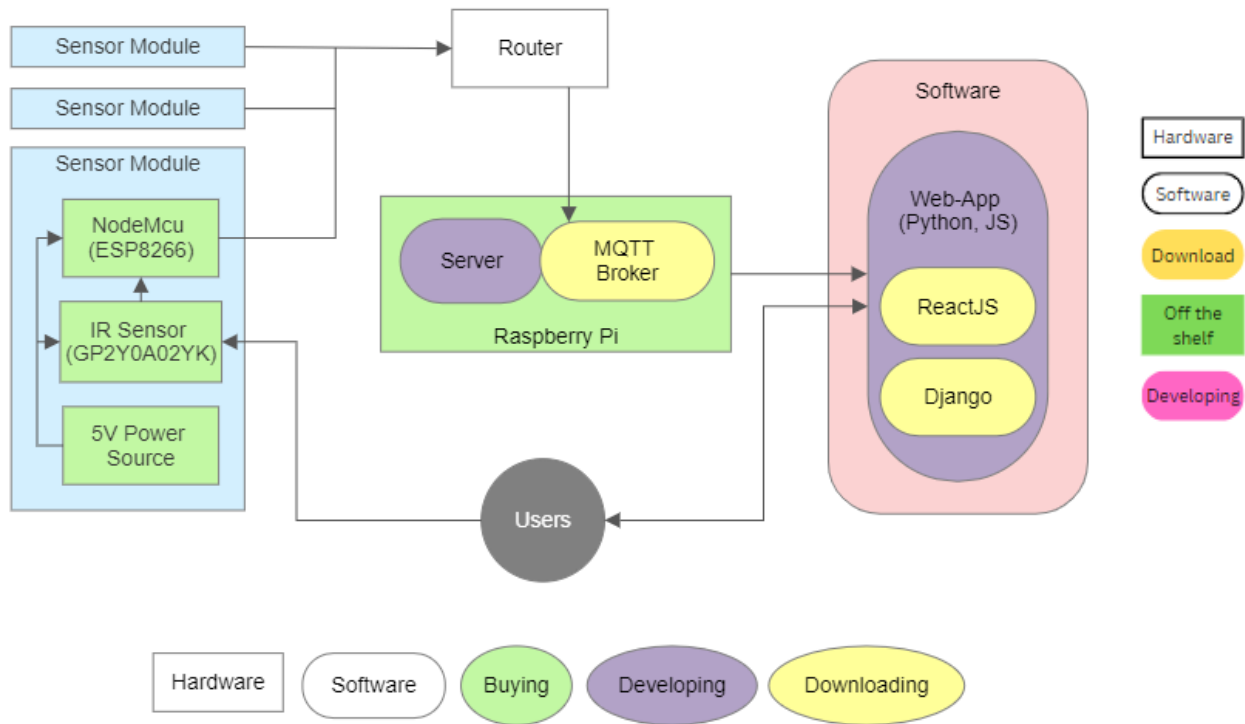 Sensor Module
Router
Sensor Module
Sensor Module
NodeMcu
(ESP8266)
IR Sensor
(GP2Y0A02YK)
5V Power
Source
Server
MQTT
Broker
Raspberry Pi
Users
Software
Web-App
(Python, JS)
ReactJS
Django
Hardware
Software
Download
Off the
shelf
Developing
Hardware
Software
Buying
Developing
Downloading